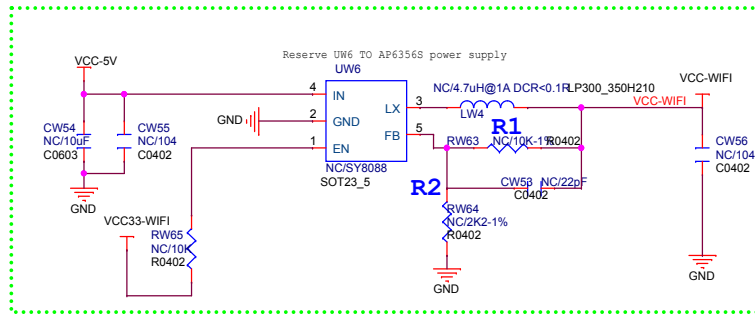 Reserve UW6 TO AP6356S power supply
VCC-5V
UW6
NC/4.7uH@1A DCR<0.1R
LP300_350H210
VCC-WIFI
4
IN
LX
3
LW4
VCC-WIFI
CW54
NC/10uF
C0603
CW55
NC/104
C0402
GND
2
GND
FB
5
R1
RW63
NC/10K-1%
R0402
1
EN
CW56
NC/104
C0402
NC/SY8088
SOT23_5
R2
CW53
NC/22pF
C0402
GND
VCC33-WIFI
RW64
NC/2K2-1%
R0402
RW65
NC/10K
R0402
GND
GND